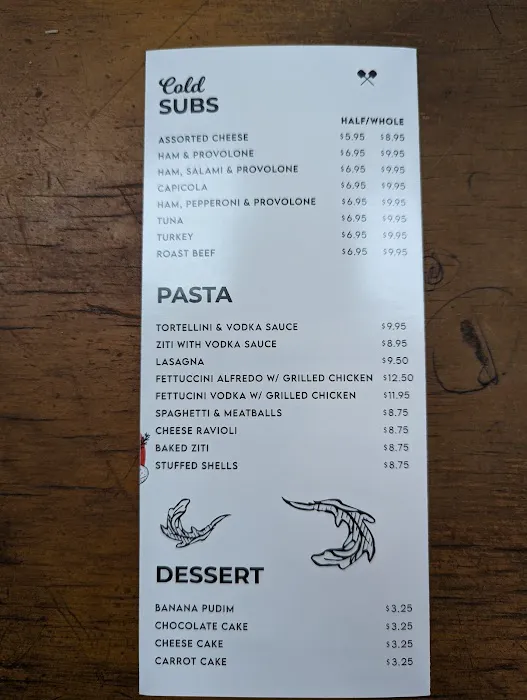 Cold
SUBS
HALF/WHOLE
ASSORTED CHEESE $5.95 $8.95
HAM & PROVOLONE $6.95 $9.95
HAM, SALAMI & PROVOLONE $6.95 $9.95
CAPICOLA $6.95 $9.95
HAM, PEPPERONI & PROVOLONE $6.95 $9.95
TUNA $6.95 $9.95
TURKEY $6.95 $9.95
ROAST BEEF $6.95 $9.95
PASTA
TORTELLINI & VODKA SAUCE $9.95
ZITI WITH VODKA SAUCE $8.95
LASAGNA $9.50
FETTUCCINI ALFREDO W/ GRILLED CHICKEN $12.50
FETTUCINI VODKA W/ GRILLED CHICKEN $11.95
SPAGHETTI & MEATBALLS $8.75
CHEESE RAVIOLI $8.75
BAKED ZITI $8.75
STUFFED SHELLS $8.75
DESSERT
BANANA PUDIM $3.25
CHOCOLATE CAKE $3.25
CHEESE CAKE $3.25
CARROT CAKE $3.25